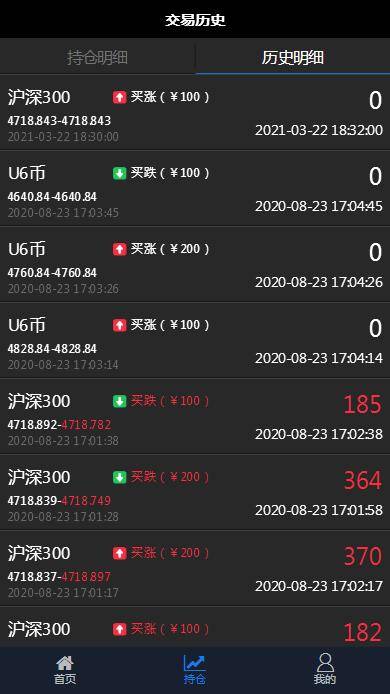 交易历史
持仓明细 历史明细
沪深300 买涨（￥100） 0
4718.843-4718.843
2021-03-22 18:30:00 2021-03-22 18:32:00
U6币 买跌（￥100） 0
4640.84-4640.84
2020-08-23 17:03:45 2020-08-23 17:04:45
U6币 买涨（￥200） 0
4760.84-4760.84
2020-08-23 17:03:26 2020-08-23 17:04:26
U6币 买涨（￥100） 0
4828.84-4828.84
2020-08-23 17:03:14 2020-08-23 17:04:14
沪深300 买跌（￥100） 185
4718.892-4718.782
2020-08-23 17:01:38 2020-08-23 17:02:38
沪深300 买跌（￥200） 364
4718.839-4718.749
2020-08-23 17:01:28 2020-08-23 17:01:58
沪深300 买涨（￥200） 370
4718.837-4718.897
2020-08-23 17:01:17 2020-08-23 17:02:17
沪深300 买涨（￥100） 182
首页 持仓 我的